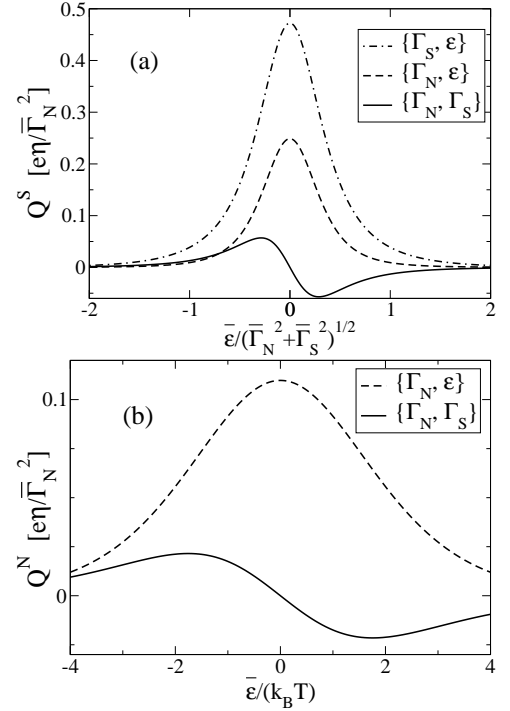 0.5
0.4
0.3
0.2
0.1
0
Q^S [eη/Γ̅_N^2]
(a)
{Γ_S, ε}
{Γ_N, ε}
{Γ_N, Γ_S}
-2 -1 0 1 2
ε̅/(Γ̅_N^2+Γ̅_S^2)^1/2
0.1
0
Q^N [eη/Γ̅_N^2]
(b)
{Γ_N, ε}
{Γ_N, Γ_S}
-4 -2 0 2 4
ε̅/(k_BT)